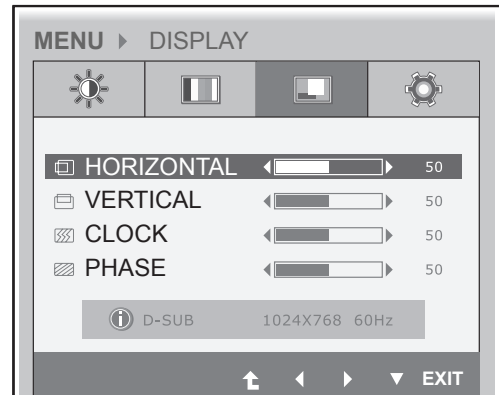 MENU DISPLAY
HORIZONTAL 50
VERTICAL 50
CLOCK 50
PHASE 50
D-SUB 1024X768 60Hz
EXIT